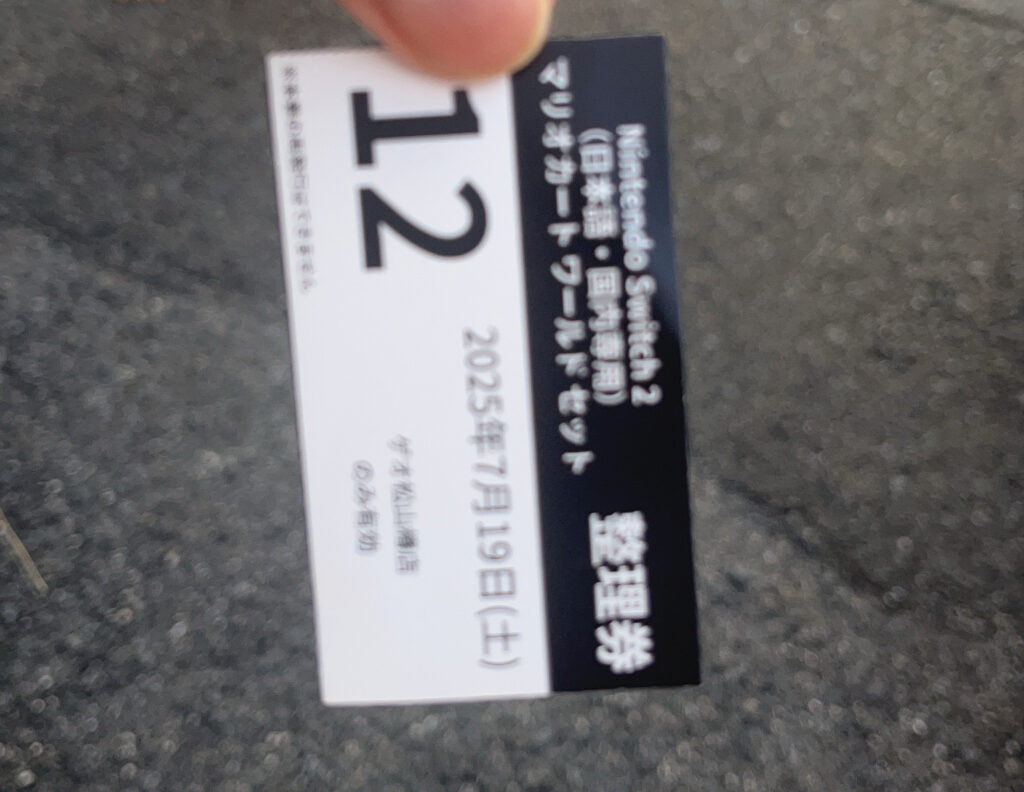 Nintendo Switch 2
(日本語・国内専用)
マリオカートワールドセット
整理券
12
2025年7月19日(土)
ゲオ松山椿店
のみ有効